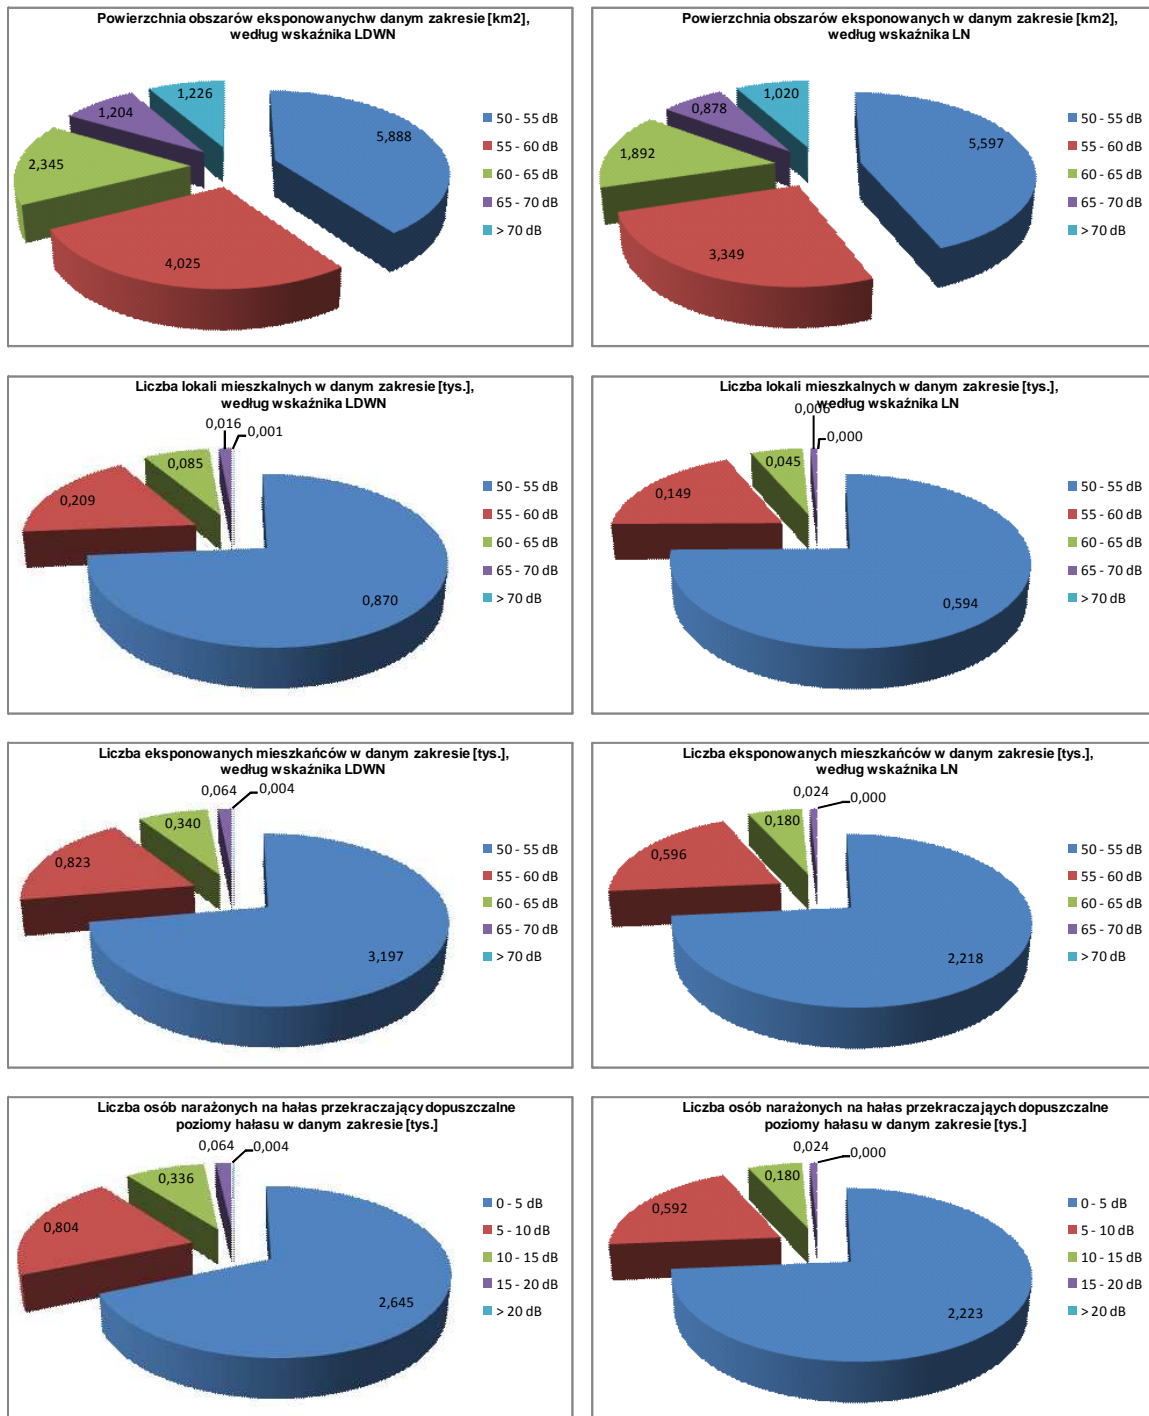 Powierzchnia obszarów eksponowanychw danym zakresie [km2],
według wskaźnika LDWN
1,226
1,204
5,888
2,345
4,025
50 - 55 dB
55 - 60 dB
60 - 65 dB
65 - 70 dB
> 70 dB
Powierzchnia obszarów eksponowanych w danym zakresie [km2],
według wskaźnika LN
1,020
0,878
5,597
1,892
3,349
50 - 55 dB
55 - 60 dB
60 - 65 dB
65 - 70 dB
> 70 dB
Liczba lokali mieszkalnych w danym zakresie [tys.],
według wskaźnika LDWN
0,016
0,001
0,085
0,209
0,870
50 - 55 dB
55 - 60 dB
60 - 65 dB
65 - 70 dB
> 70 dB
Liczba lokali mieszkalnych w danym zakresie [tys.],
według wskaźnika LN
0,006
0,000
0,045
0,149
0,594
50 - 55 dB
55 - 60 dB
60 - 65 dB
65 - 70 dB
> 70 dB
Liczba eksponowanych mieszkańców w danym zakresie [tys.],
według wskaźnika LDWN
0,064
0,004
0,340
0,823
3,197
50 - 55 dB
55 - 60 dB
60 - 65 dB
65 - 70 dB
> 70 dB
Liczba eksponowanych mieszkańców w danym zakresie [tys.],
według wskaźnika LN
0,024
0,000
0,180
0,596
2,218
50 - 55 dB
55 - 60 dB
60 - 65 dB
65 - 70 dB
> 70 dB
Liczba osób narażonych na hałas przekraczający dopuszczalne
poziomy hałasu w danym zakresie [tys.]
0,064
0,004
0,336
0,804
2,645
0 - 5 dB
5 - 10 dB
10 - 15 dB
15 - 20 dB
> 20 dB
Liczba osób narażonych na hałas przekraczająych dopuszczalne
poziomy hałasu w danym zakresie [tys.]
0,024
0,000
0,180
0,592
2,223
0 - 5 dB
5 - 10 dB
10 - 15 dB
15 - 20 dB
> 20 dB